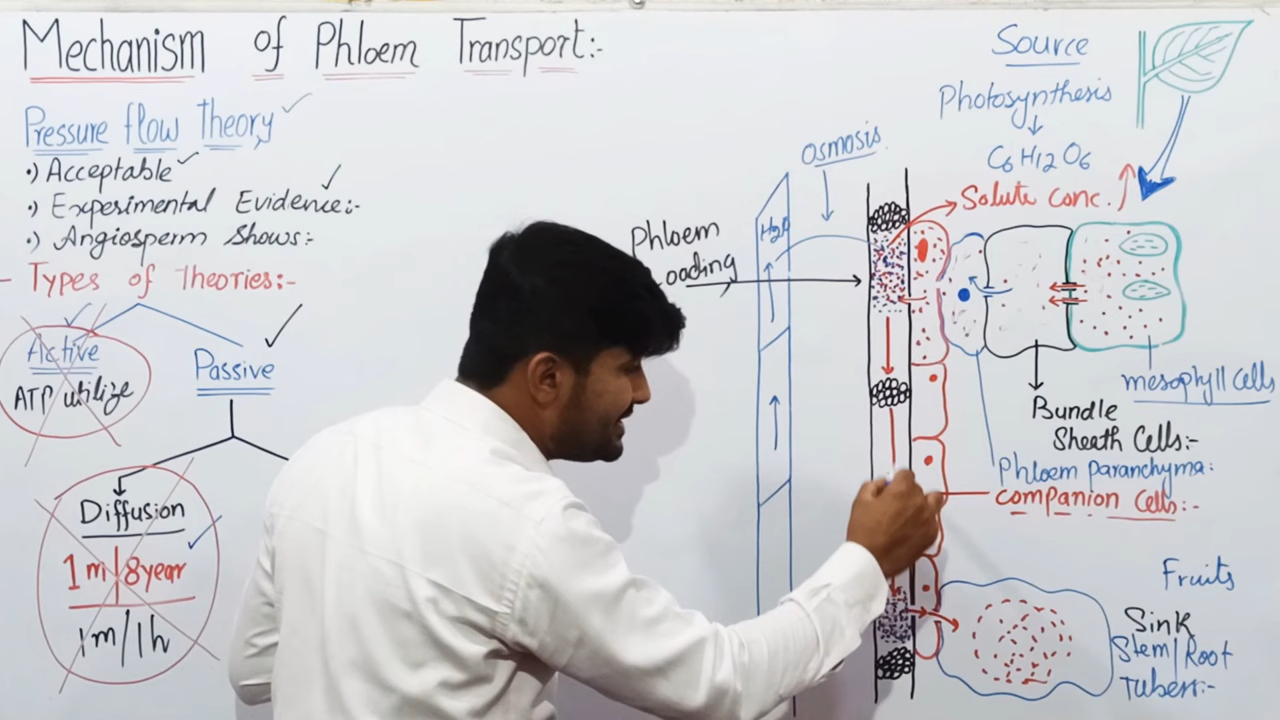 Mechanism of Phloem Transport:-
Pressure flow Theory
•) Acceptable
•) Experimental Evidence:-
•) Angiosperm Shows:-
- Types of Theories:-
Active
ATP utilize
Passive
Diffusion
1m/8year
1m/1h
Phloem
Loading
H2O
osmosis
Source
Photosynthesis
C6H12O6
Solute conc.
mesophyll cells
Bundle
Sheath Cells:-
Phloem paranchyma:
companion Cells:-
Fruits
Sink
Stem/Root
Tubers:-